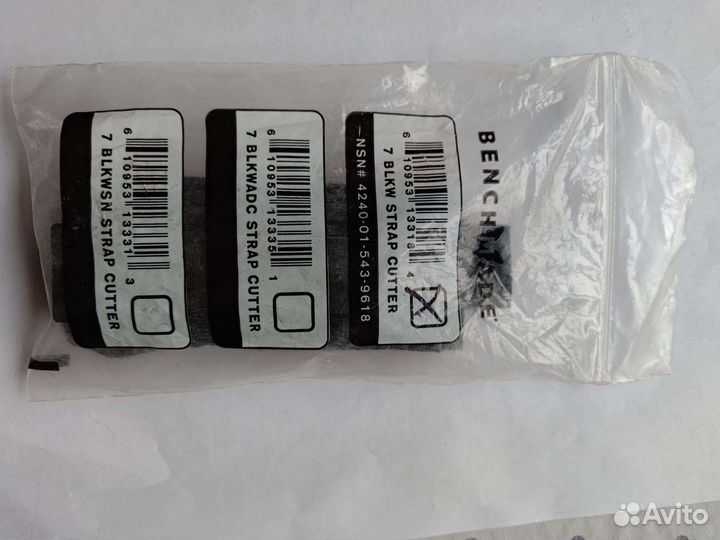 BENCHMADE
6 10953 13318 4
7 BLKW STRAP CUTTER
—NSN# 4240-01-543-9618
6 10953 13335 1
7 BLKWADC STRAP CUTTER
6 10953 13331 3
7 BLKWSN STRAP CUTTER
Avito